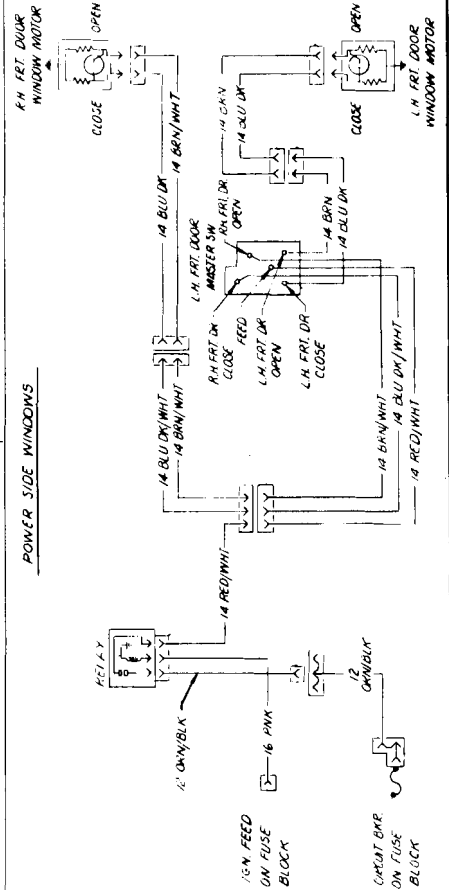 POWER SIDE WINDOWS
R.H. FRT. DOOR
WINDOW MOTOR
OPEN
CLOSE
14 BLU DK
14 BRN/WHT
14 BLU DK/WHT
14 BRN/WHT
L.H. FRT. DOOR
WINDOW MOTOR
OPEN
CLOSE
14 BRN
14 BLU DK
L.H. FRT. DOOR
MASTER SW
R.H. FRT. DR.
OPEN
R.H. FRT. DR
CLOSE
FEED
L.H. FRT. DR
OPEN
L.H. FRT. DR
CLOSE
14 BRN
14 BLU DK
14 BRN/WHT
14 BLU DK/WHT
14 RED/WHT
14 RED/WHT
RELAY
12 ORN/BLK
16 PNK
IGN. FEED
ON FUSE
BLOCK
12
ORN/BLK
CIRCUIT BKR.
ON FUSE
BLOCK